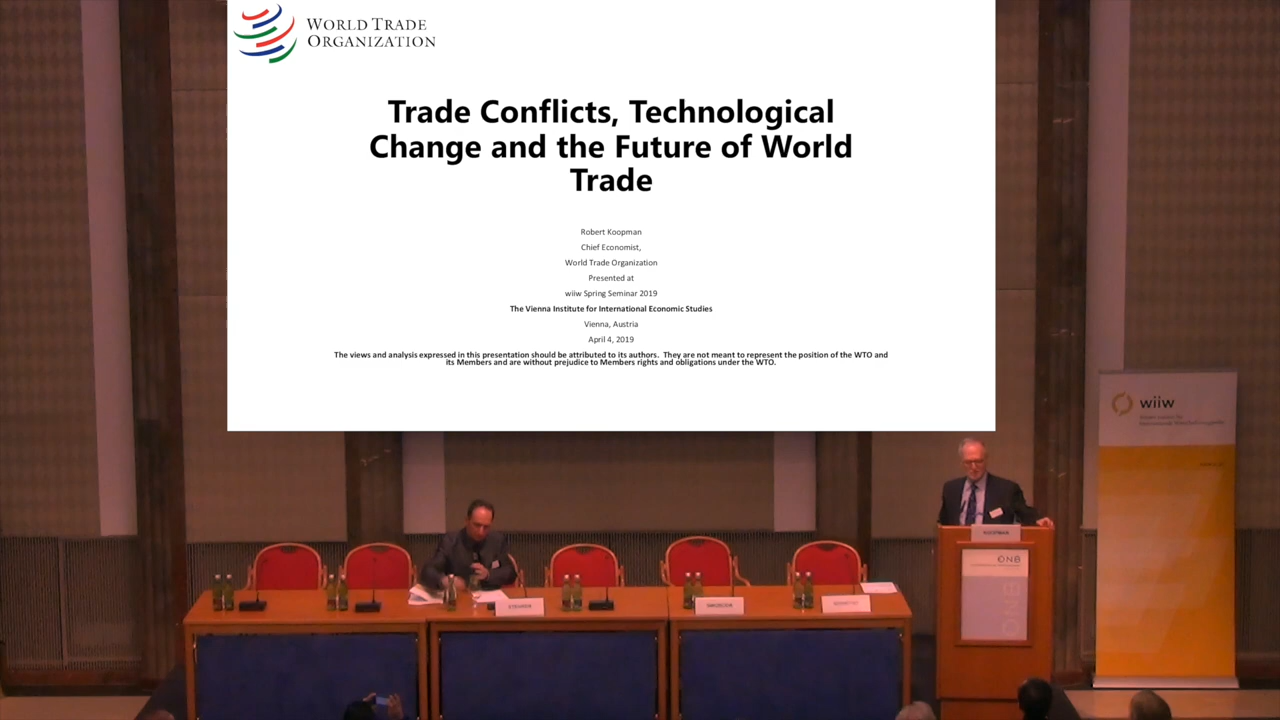 WORLD TRADE
ORGANIZATION
Trade Conflicts, Technological
Change and the Future of World
Trade
Robert Koopman
Chief Economist,
World Trade Organization
Presented at
wiiw Spring Seminar 2019
The Vienna Institute for International Economic Studies
Vienna, Austria
April 4, 2019
The views and analysis expressed in this presentation should be attributed to its authors. They are not meant to represent the position of the WTO and
its Members and are without prejudice to Members rights and obligations under the WTO.
wiiw
KOOPMAN
ONB
ONB